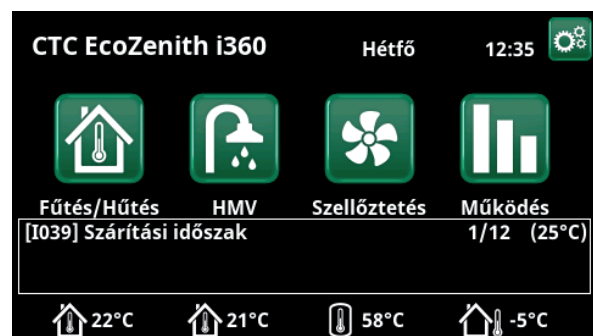 CTC EcoZenith i360 Hétfő 12:35
Fűtés/Hűtés HMV Szellőztetés Működés
[I039] Szárítási időszak 1/12 (25°C)
22°C 21°C 58°C -5°C